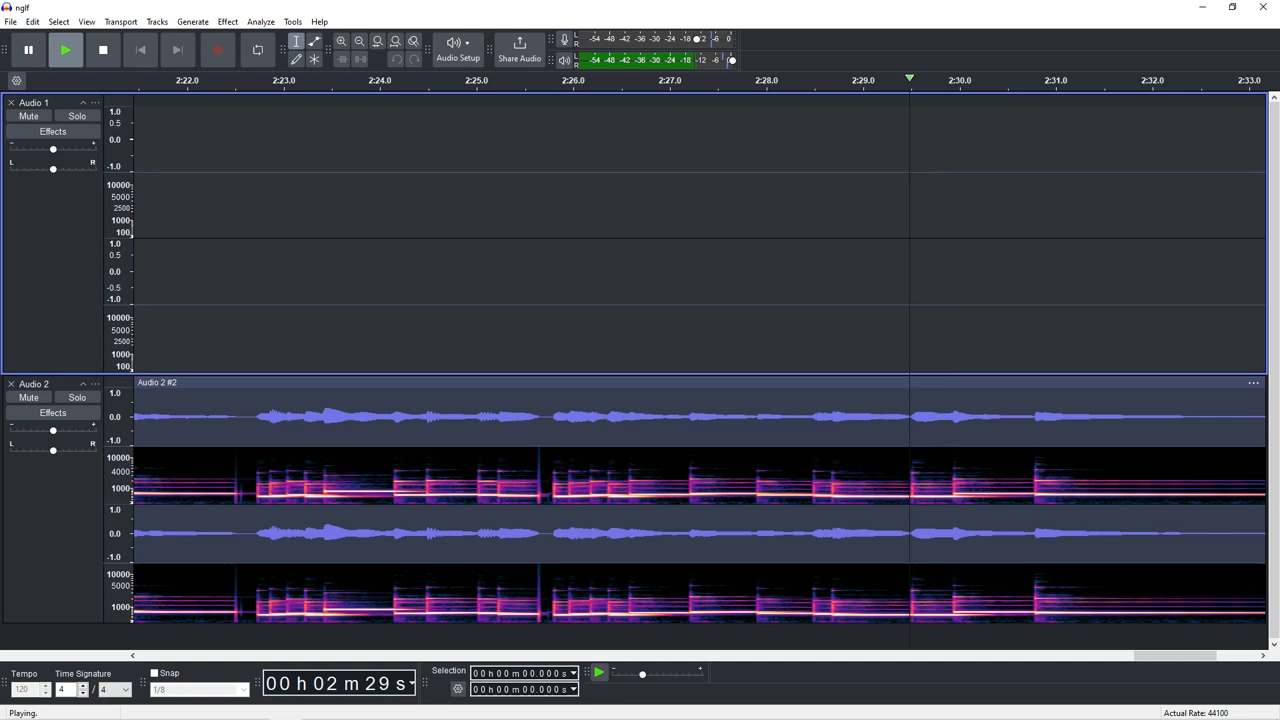 nglf
File Edit Select View Transport Tracks Generate Effect Analyze Tools Help
Audio Setup
Share Audio
L R -54 -48 -42 -36 -30 -24 -18 -12 -6 0
L R -54 -48 -42 -36 -30 -24 -18 -12 -6
2:22.0 2:23.0 2:24.0 2:25.0 2:26.0 2:27.0 2:28.0 2:29.0 2:30.0 2:31.0 2:32.0 2:33.0
Audio 1
Mute Solo
Effects
- +
L R
1.0
0.5
0.0
-1.0
10000
5000
2500
1000
100
1.0
0.5
0.0
-0.5
-1.0
10000
5000
2500
1000
100
Audio 2
Mute Solo
Effects
- +
L R
Audio 2 #2
1.0
0.0
-1.0
10000
4000
1000
1.0
0.0
-1.0
10000
5000
1000
Tempo
120
Time Signature
4 / 4
Snap
1/8
00 h 02 m 29 s
Selection
00 h 00 m 00.000 s
00 h 00 m 00.000 s
- +
Playing.
Actual Rate: 44100